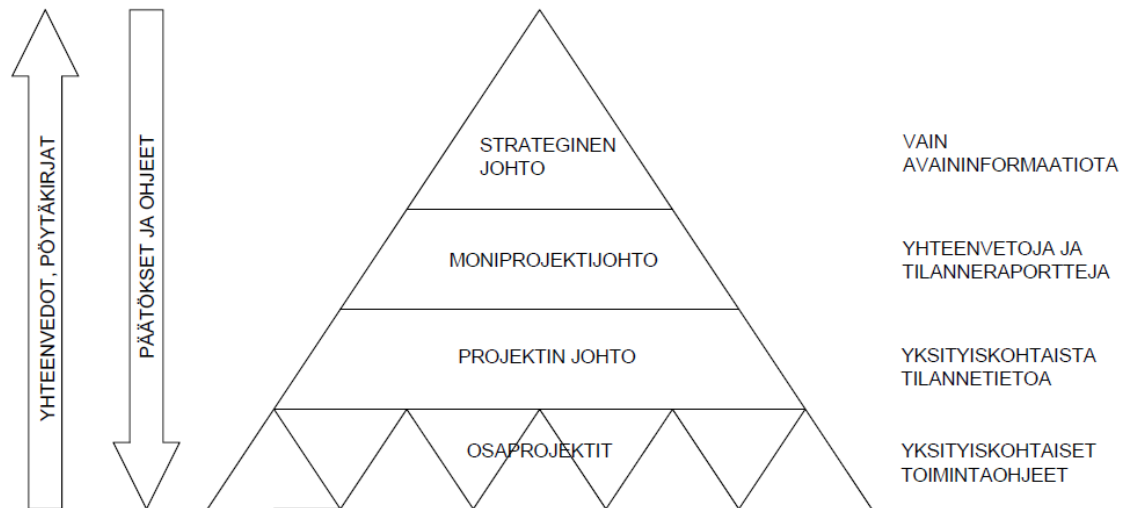 YHTEENVEDOT, PÖYTÄKIRJAT
PÄÄTÖKSET JA OHJEET
STRATEGINEN
JOHTO
VAIN
AVAININFORMAATIOTA
MONIPROJEKTIJOHTO
YHTEENVETOJA JA
TILANNERAPORTTEJA
PROJEKTIN JOHTO
YKSITYISKOHTAISTA
TILANNETIETOA
OSAPROJEKTIT
YKSITYISKOHTAISET
TOIMINTAOHJEET